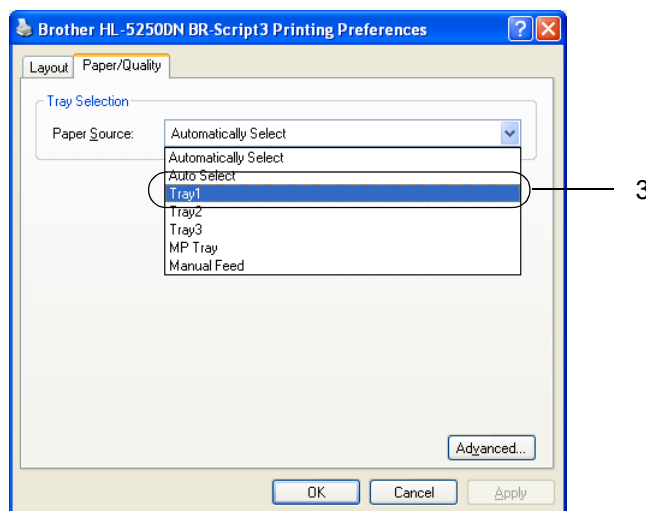 Brother HL-5250DN BR-Script3 Printing Preferences
Layout Paper/Quality
Tray Selection
Paper Source: Automatically Select
Automatically Select
Auto Select
Tray1
3
Tray2
Tray3
MP Tray
Manual Feed
Advanced...
OK Cancel Apply